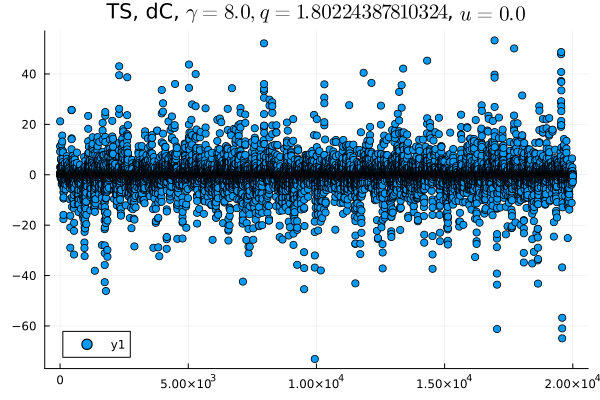 TS, dC, γ = 8.0, q = 1.80224387810324, u = 0.0
40
20
0
−20
−40
−60
y1
0 5.00×10³ 1.00×10⁴ 1.50×10⁴ 2.00×10⁴